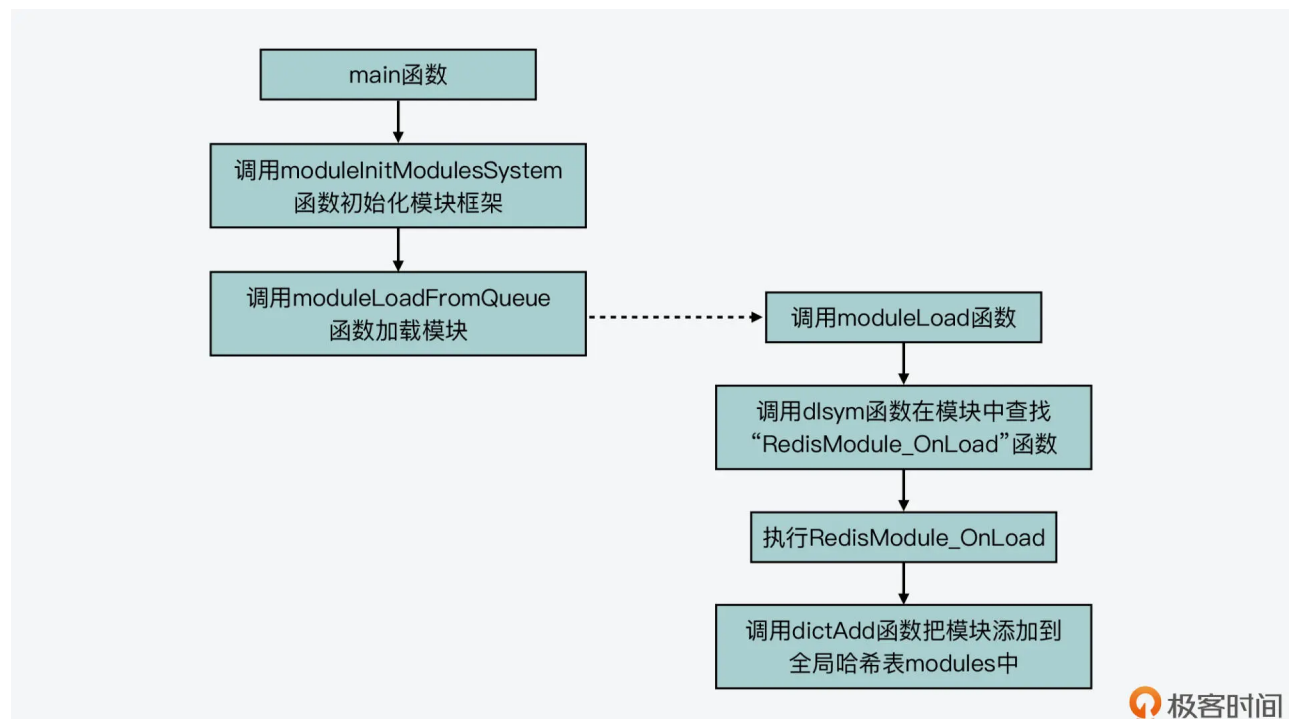 main函数
调用moduleInitModulesSystem
函数初始化模块框架
调用moduleLoadFromQueue
函数加载模块
调用moduleLoad函数
调用dlsym函数在模块中查找
“RedisModule_OnLoad”函数
执行RedisModule_OnLoad
调用dictAdd函数把模块添加到
全局哈希表modules中
极客时间